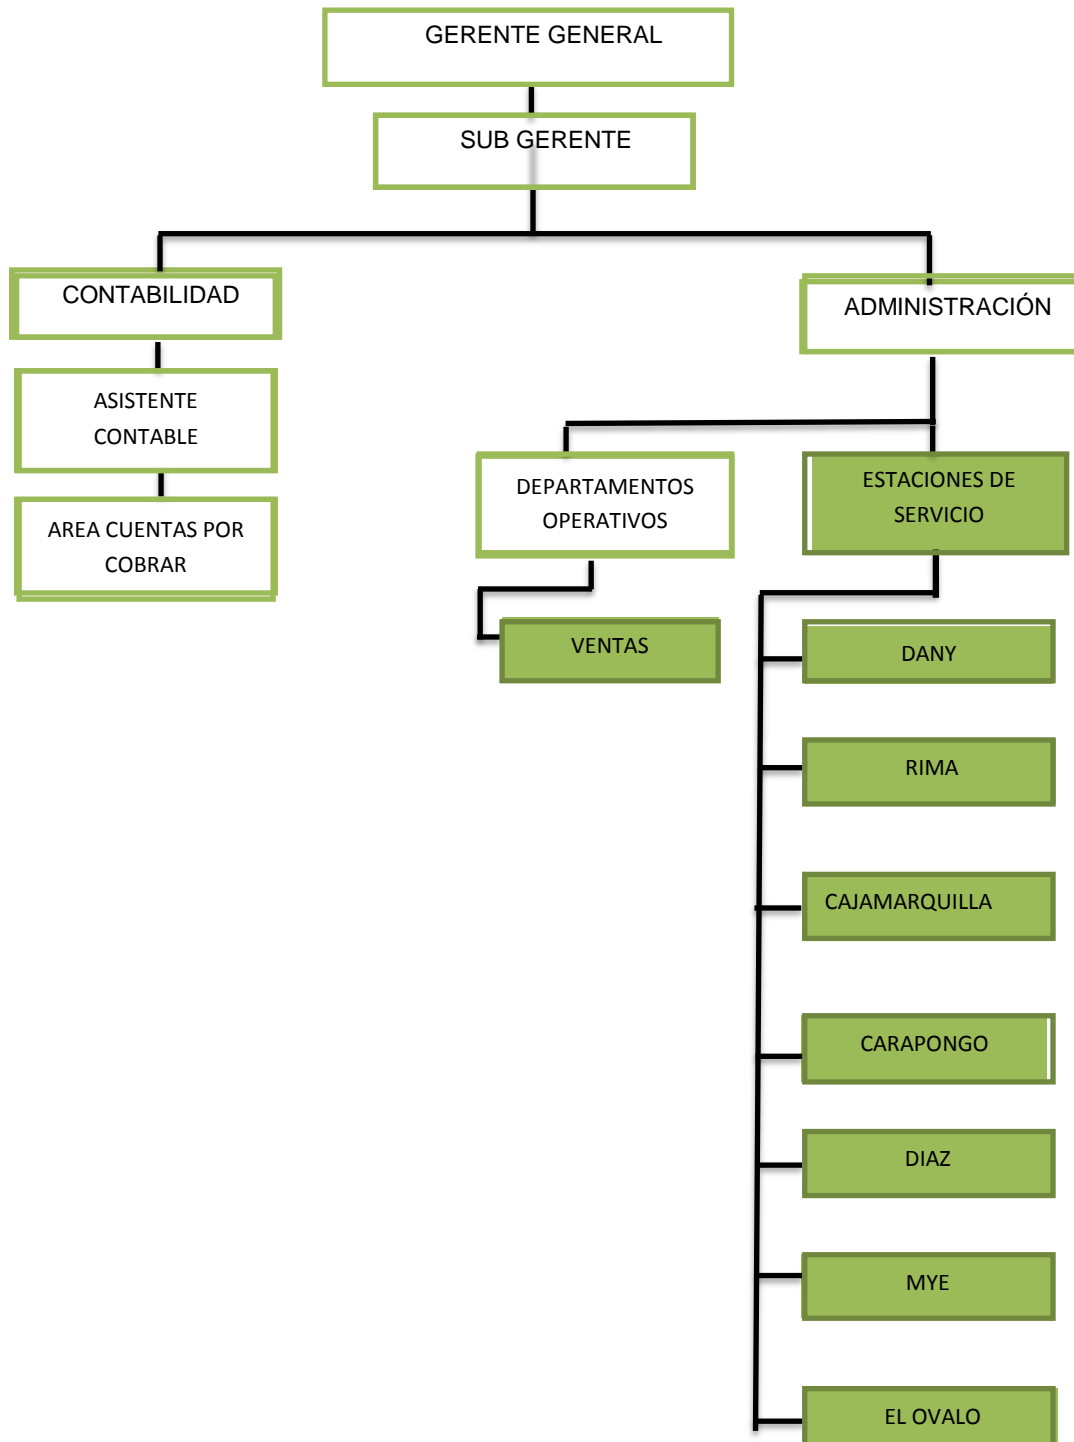 GERENTE GENERAL
SUB GERENTE
CONTABILIDAD
ADMINISTRACIÓN
ASISTENTE
CONTABLE
AREA CUENTAS POR
COBRAR
DEPARTAMENTOS
OPERATIVOS
ESTACIONES DE
SERVICIO
VENTAS
DANY
RIMA
CAJAMARQUILLA
CARAPONGO
DIAZ
MYE
EL OVALO